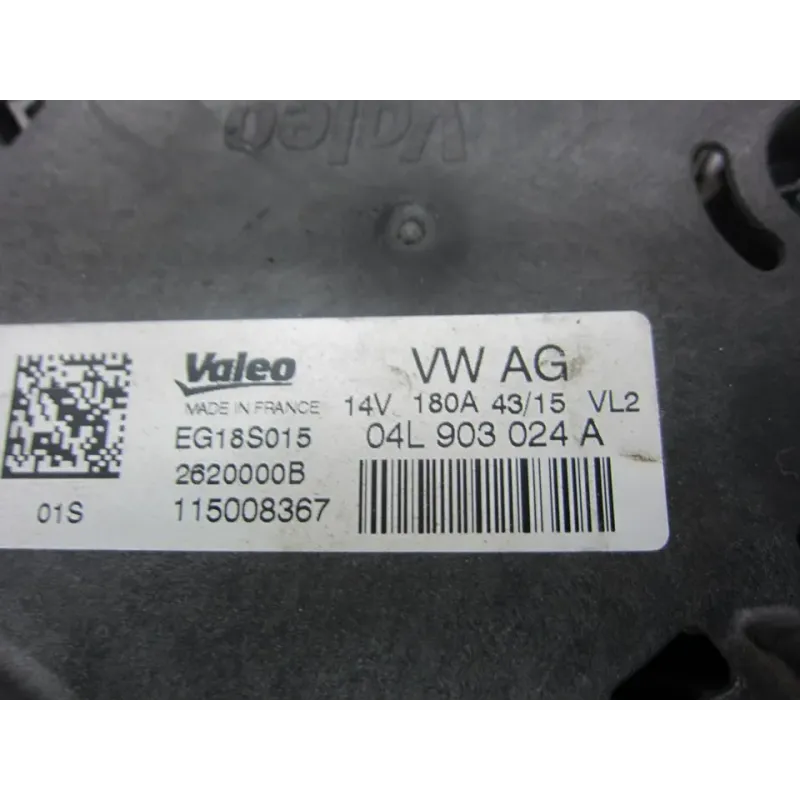 Valeo
Valeo
MADE IN FRANCE
EG18S015
2620000B
115008367
01S
VW AG
14V 180A 43/15 VL2
04L 903 024 A